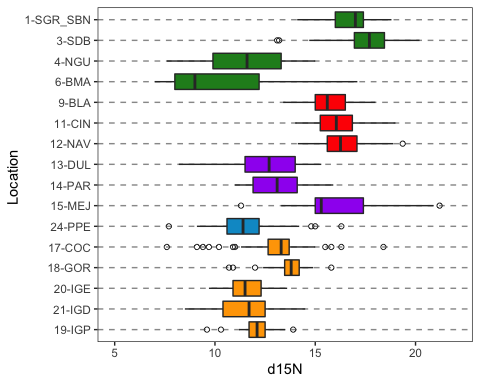 1-SGR_SBN
3-SDB
4-NGU
6-BMA
9-BLA
11-CIN
12-NAV
13-DUL
14-PAR
15-MEJ
24-PPE
17-COC
18-GOR
20-IGE
21-IGD
19-IGP
Location
5 10 15 20
d15N